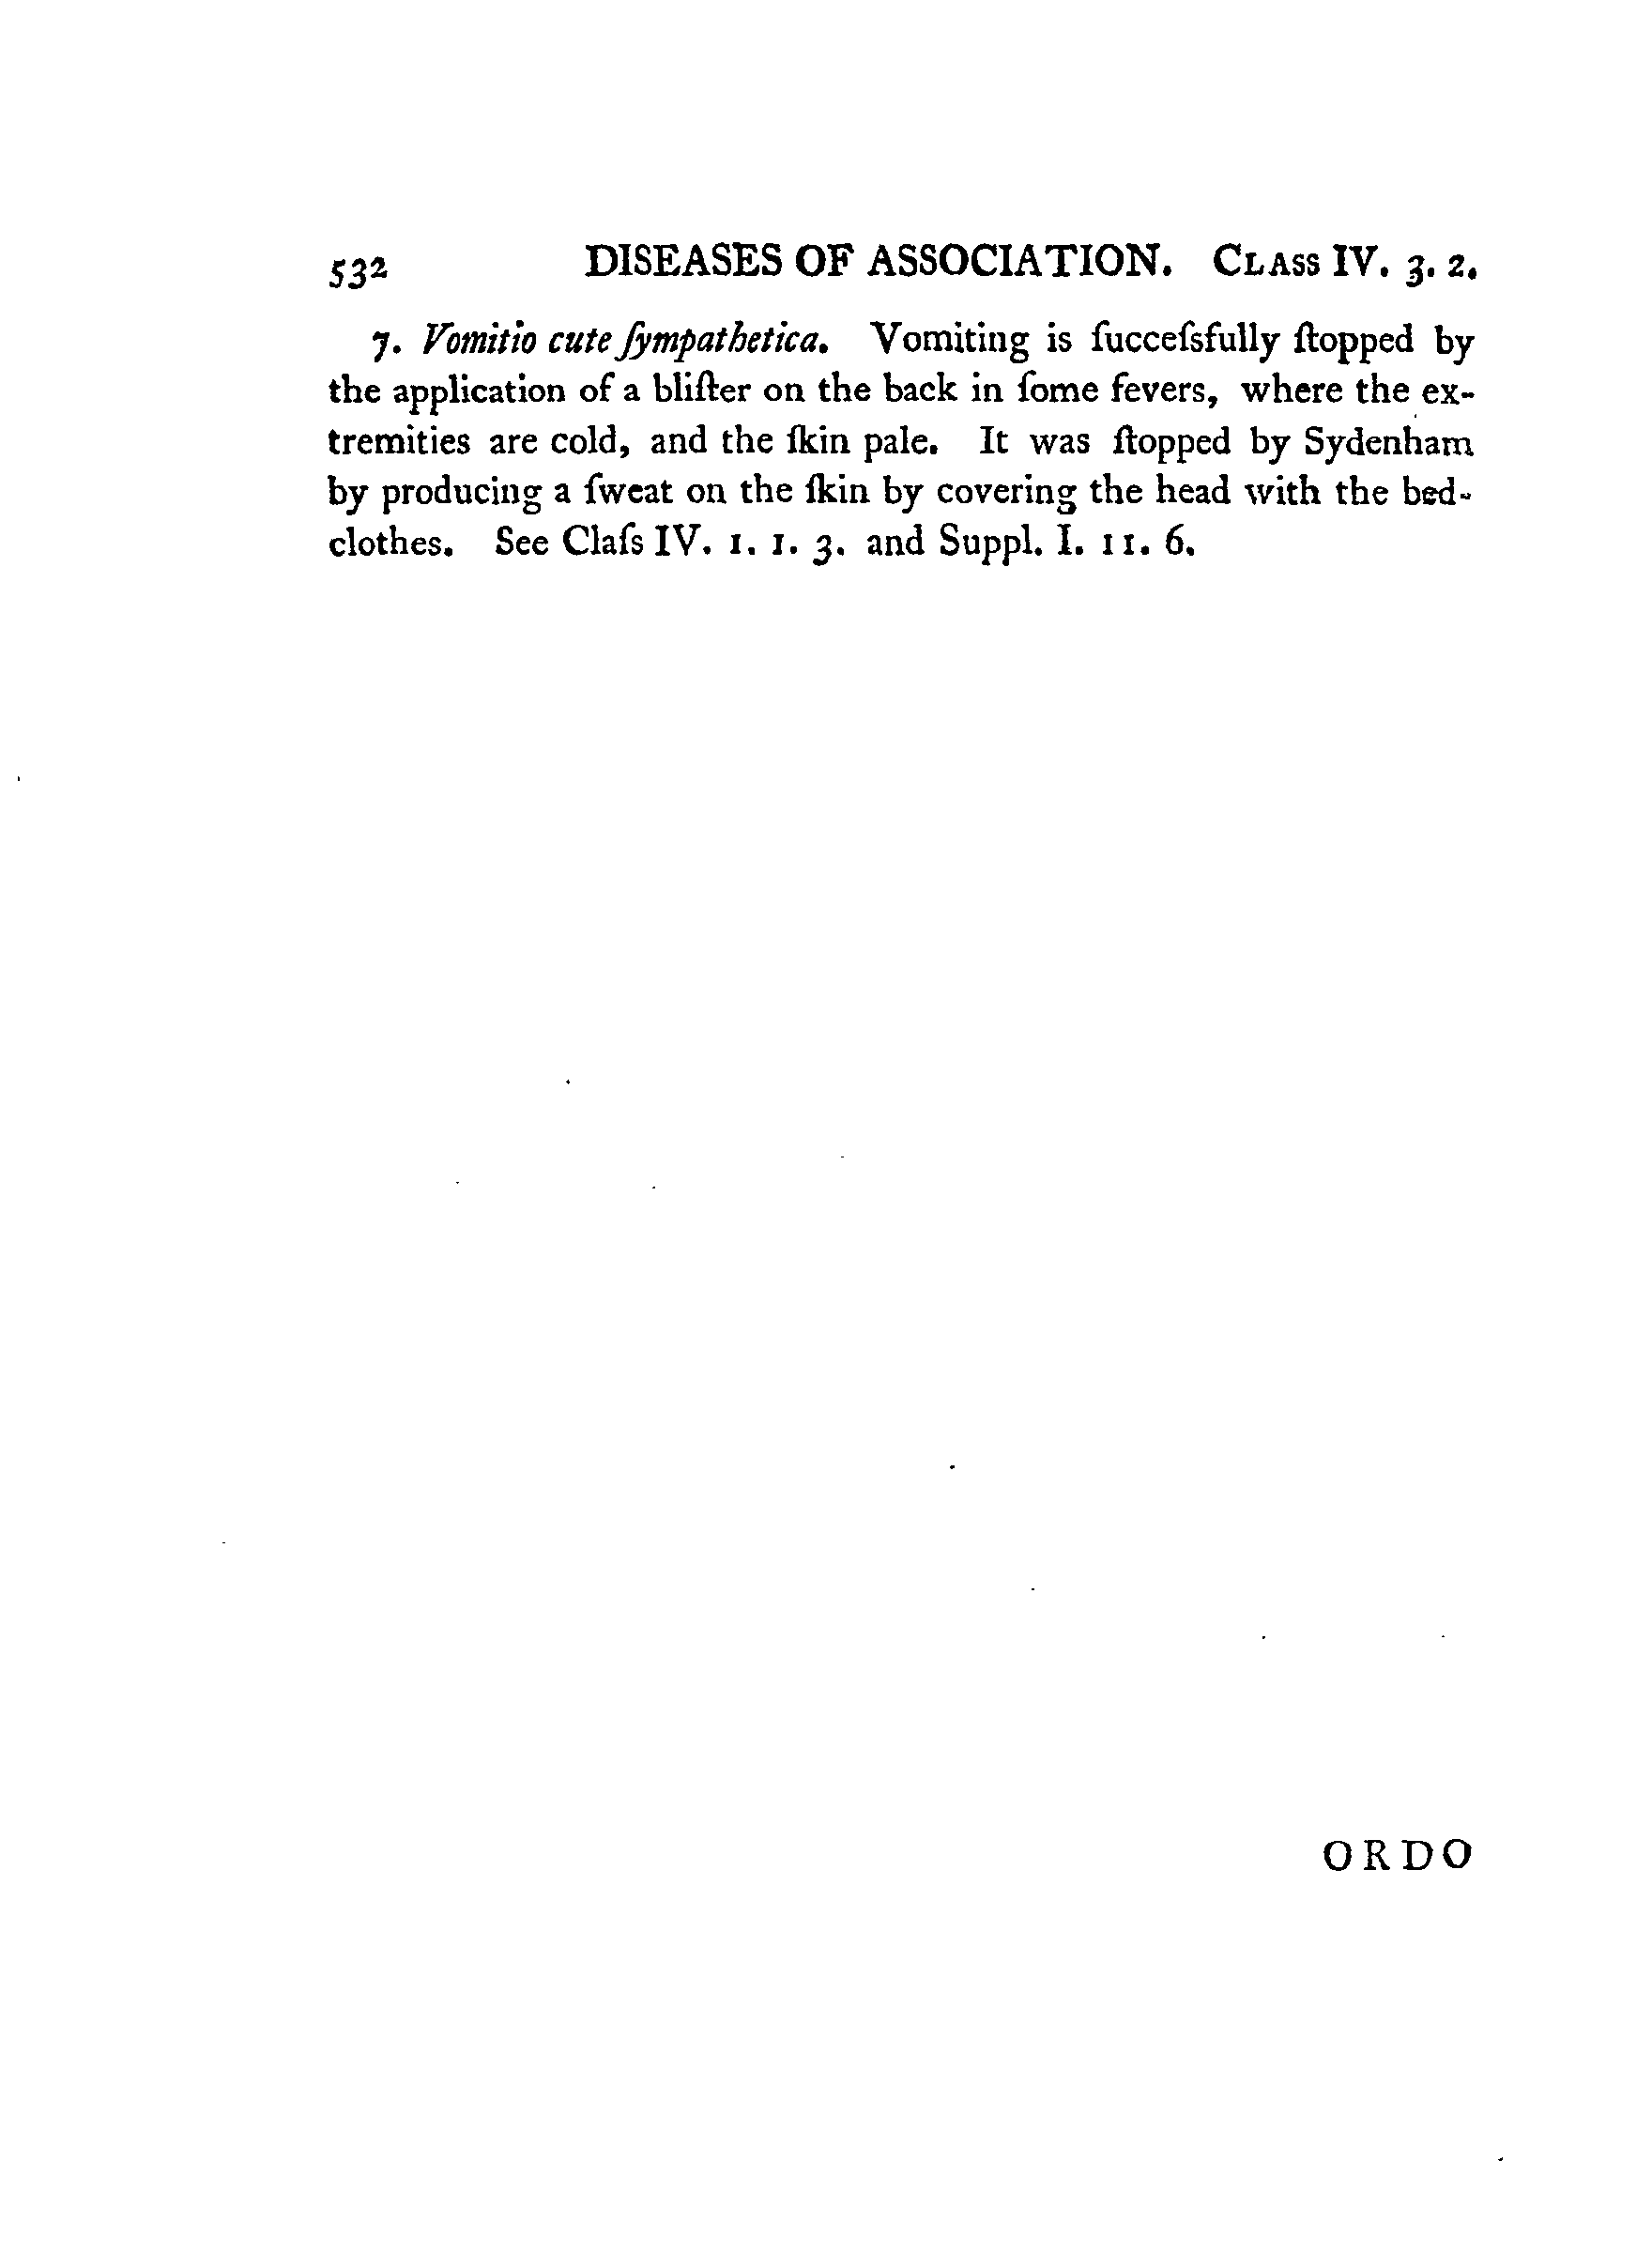 532 DISEASES OF ASSOCIATION. CLASS IV. 3. 2.
7. Vomitio cute ſympathetica. Vomiting is ſucceſsfully ſtopped by
the application of a bliſter on the back in ſome fevers, where the ex-
tremities are cold, and the ſkin pale. It was ſtopped by Sydenham
by producing a ſweat on the ſkin by covering the head with the bed-
clothes. See Claſs IV. 1. 1. 3. and Suppl. I. 11. 6.
ORDO